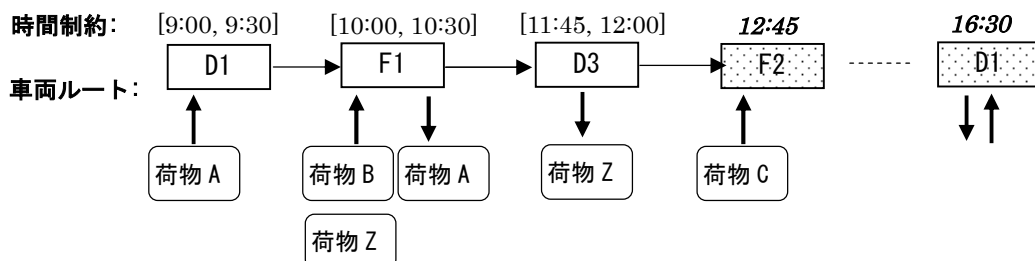 時間制約: [9:00, 9:30] [10:00, 10:30] [11:45, 12:00] 12:45 16:30
車両ルート: D1 F1 D3 F2 D1
荷物 A 荷物 B 荷物 A 荷物 Z 荷物 C
荷物 Z